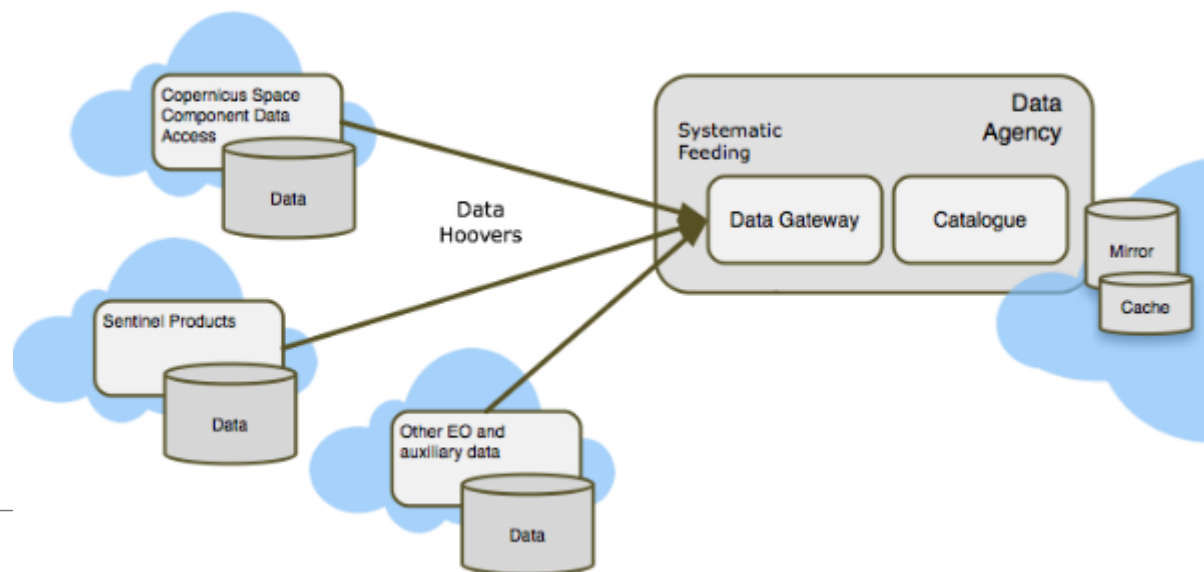 Copernicus Space
Component Data
Access
Data
Data
Agency
Systematic
Feeding
Data Gateway
Catalogue
Data
Hoovers
Mirror
Cache
Sentinel Products
Data
Other EO and
auxiliary data
Data